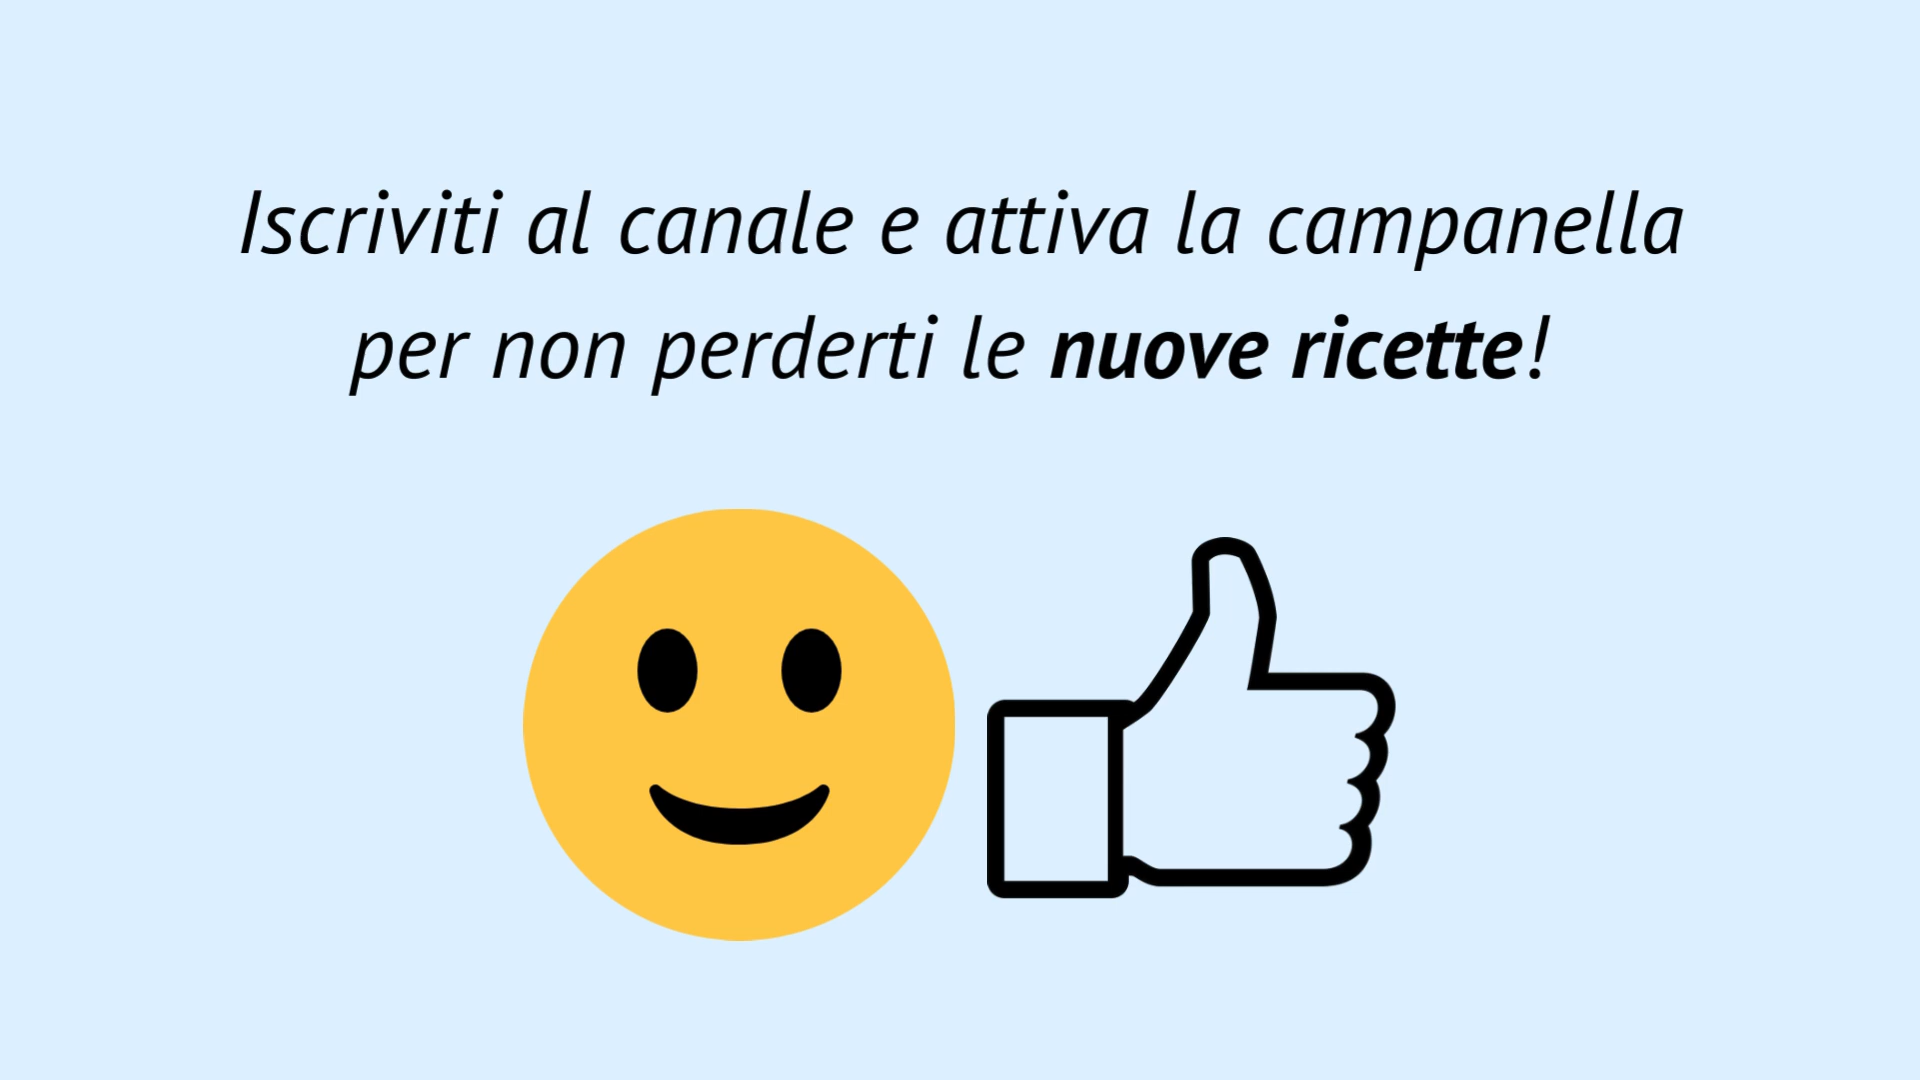 Iscriviti al canale e attiva la campanella
per non perderti le nuove ricette!